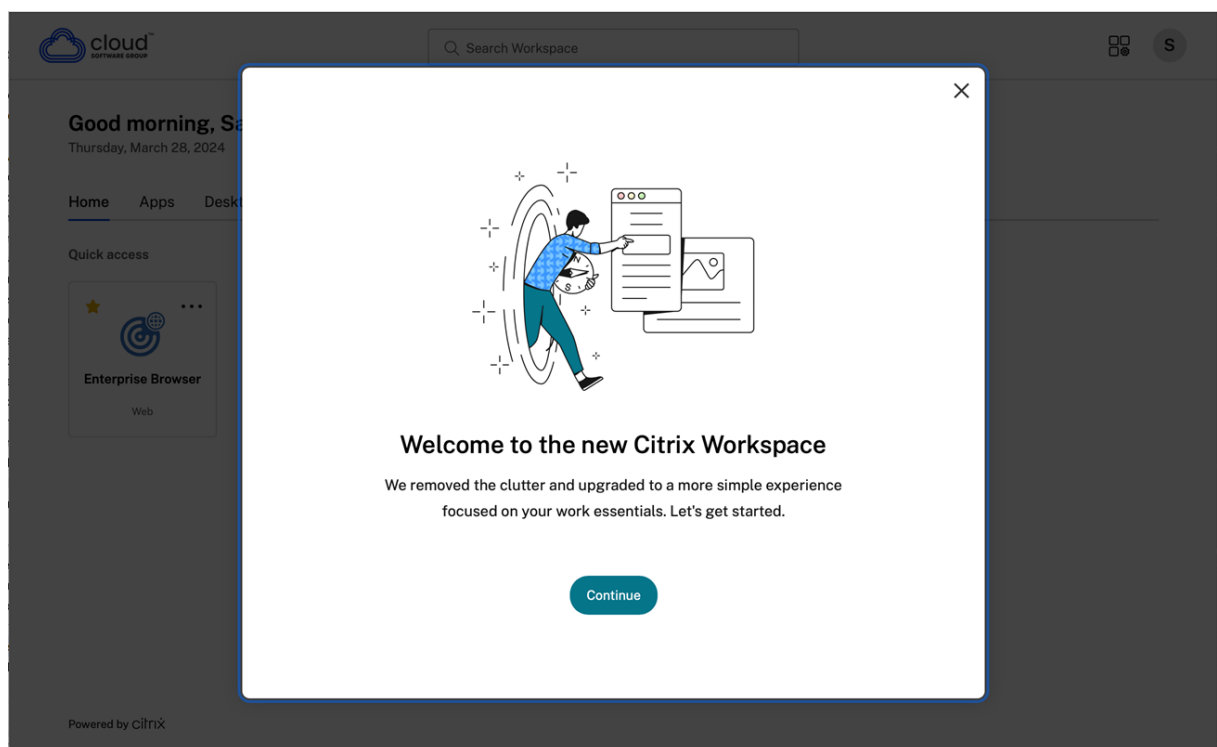 cloud™
SOFTWARE GROUP
Search Workspace
S
Good morning, Sa
Thursday, March 28, 2024
Home Apps Deskt
Quick access
Enterprise Browser
Web
N
S
Welcome to the new Citrix Workspace
We removed the clutter and upgraded to a more simple experience
focused on your work essentials. Let's get started.
Continue
Powered by citrix